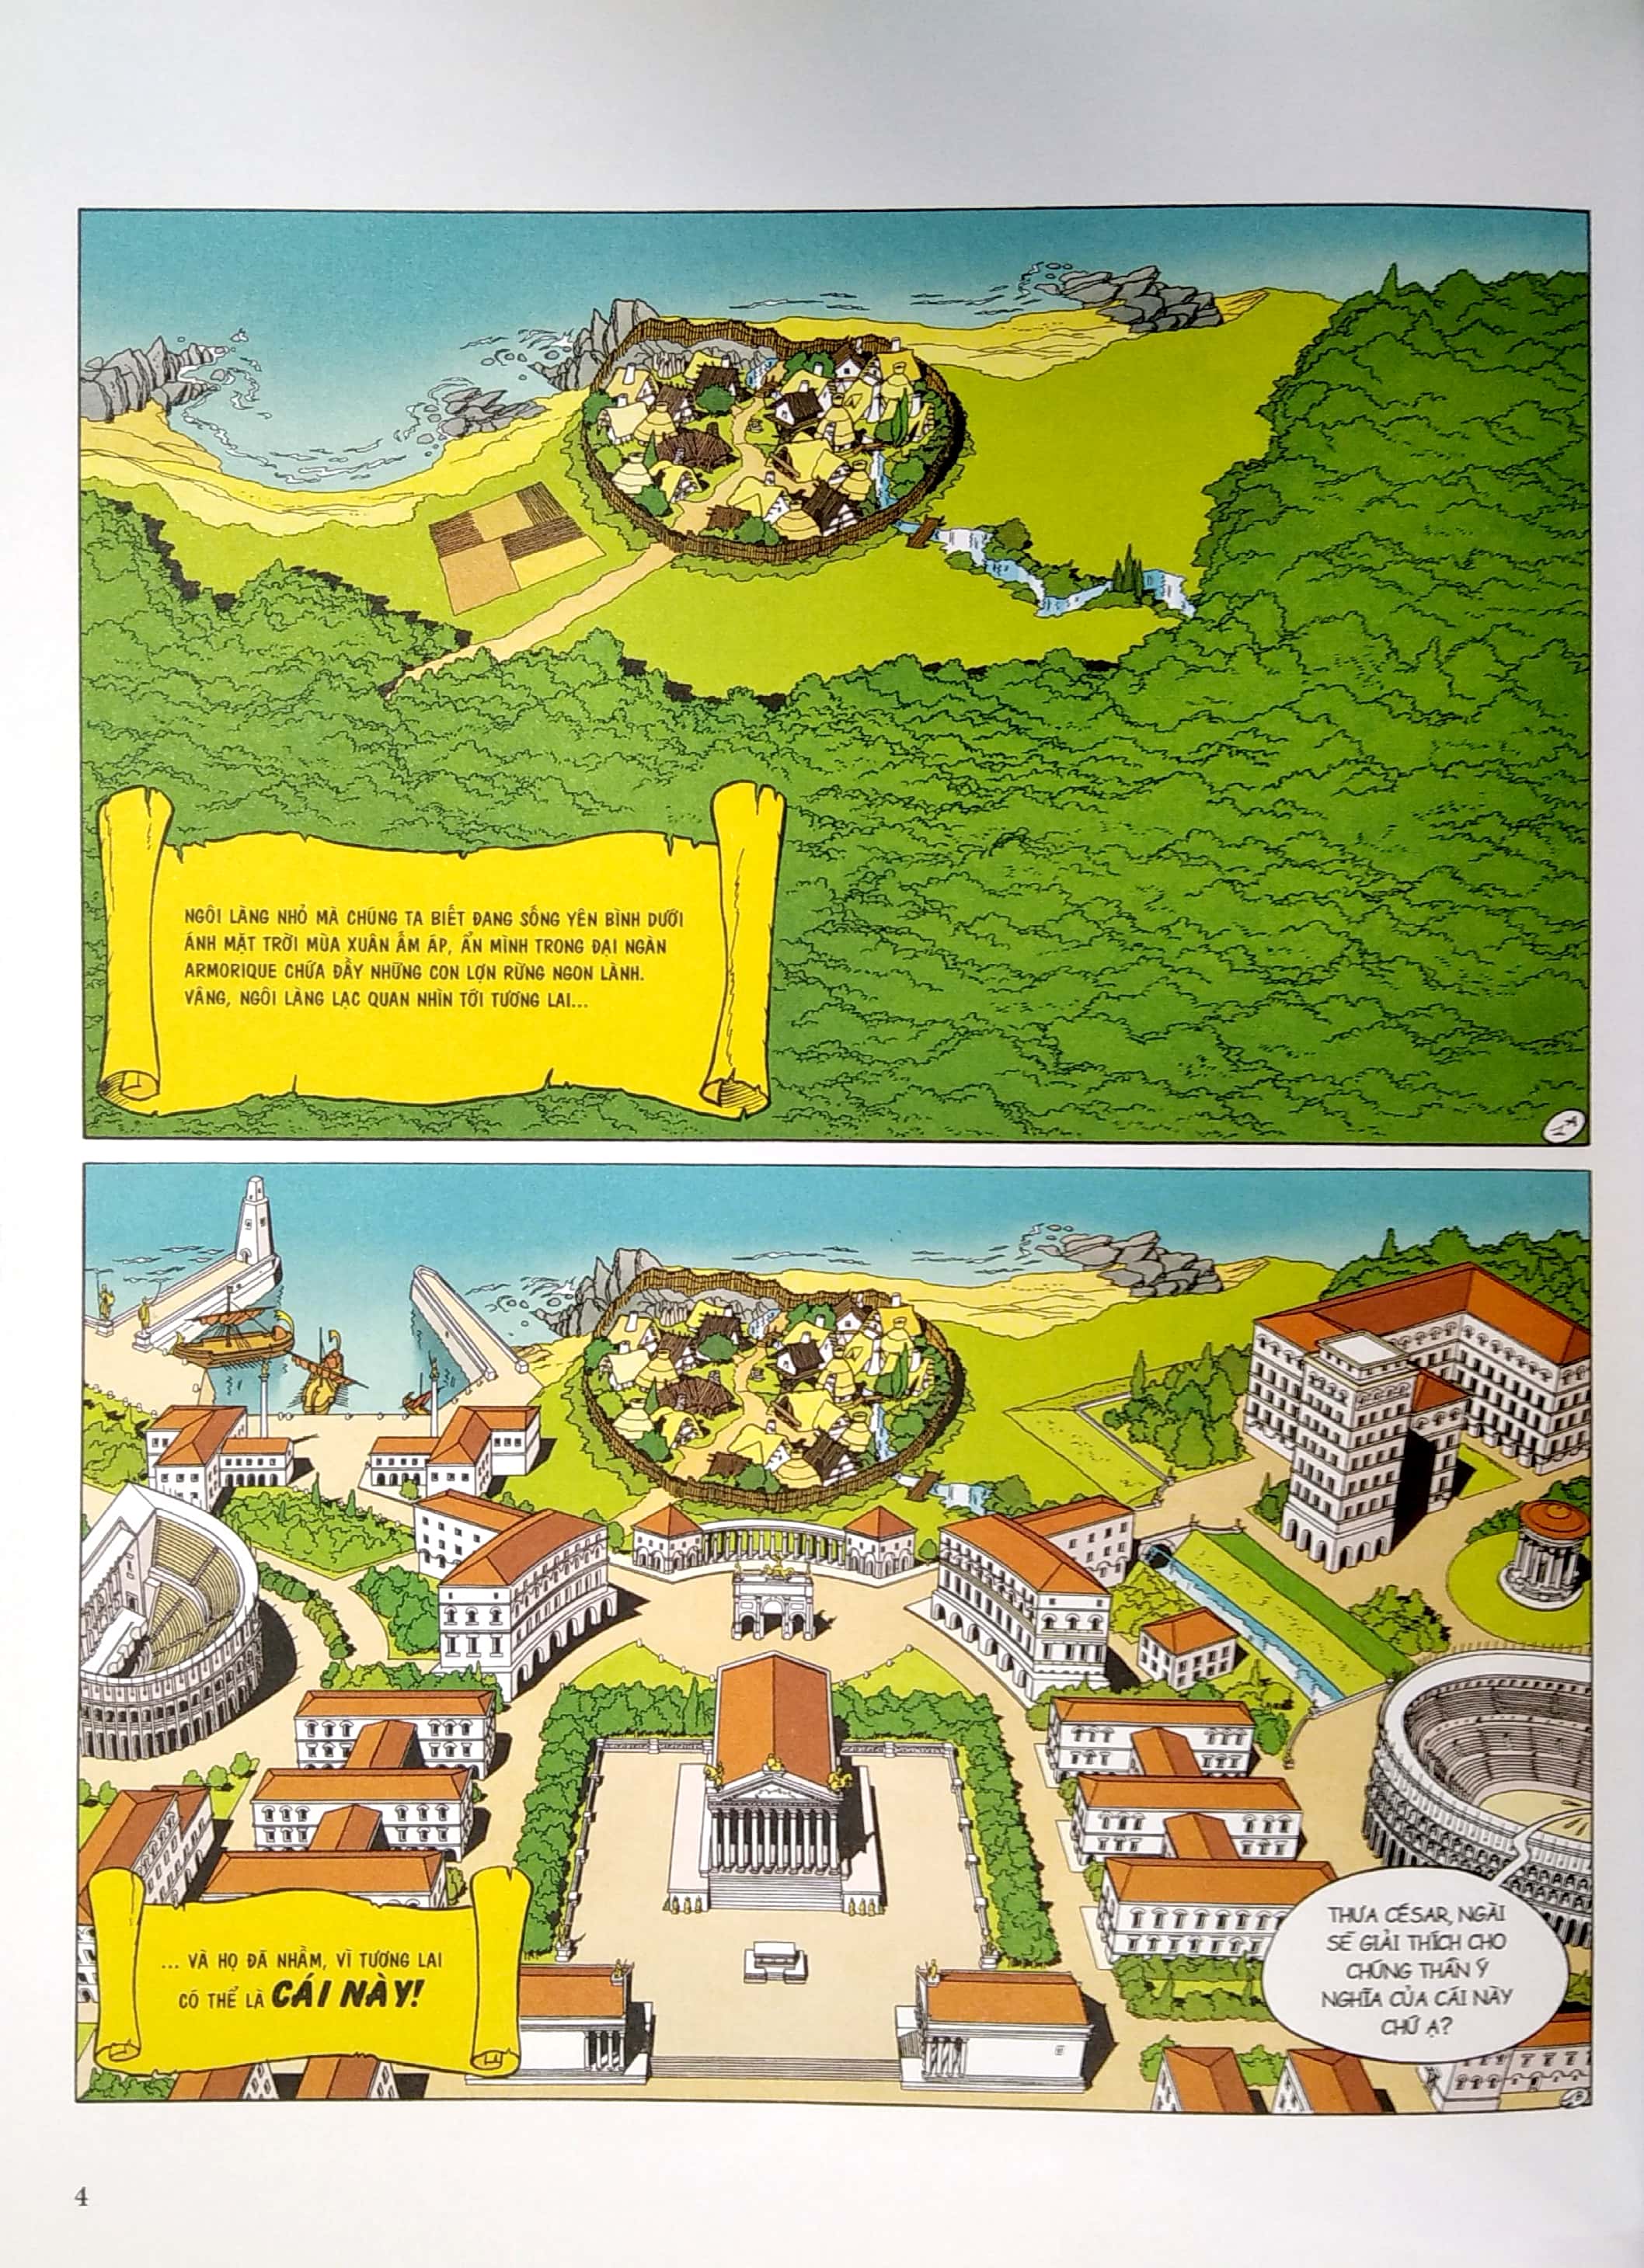 NGÔI LÀNG NHỎ MÀ CHÚNG TA BIẾT ĐANG SỐNG YÊN BÌNH DƯỚI
ÁNH MẶT TRỜI MÙA XUÂN ẤM ÁP, ẨN MÌNH TRONG ĐẠI NGÀN
ARMORIQUE CHỨA ĐẦY NHỮNG CON LỢN RỪNG NGON LÀNH.
VÂNG, NGÔI LÀNG LẠC QUAN NHÌN TỚI TƯƠNG LAI...
1A
... VÀ HỌ ĐÃ NHẦM, VÌ TƯƠNG LAI
CÓ THỂ LÀ CÁI NÀY!
THƯA CÉSAR, NGÀI
SẼ GIẢI THÍCH CHO
CHÚNG THẦN Ý
NGHĨA CỦA CÁI NÀY
CHỨ Ạ?
4